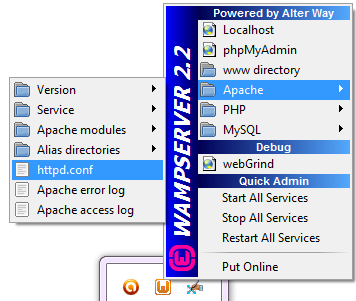 Powered by Alter Way
Localhost
phpMyAdmin
www directory
Apache
PHP
MySQL
Debug
webGrind
Quick Admin
Start All Services
Stop All Services
Restart All Services
Put Online
WAMPSERVER 2.2
Version
Service
Apache modules
Alias directories
httpd.conf
Apache error log
Apache access log